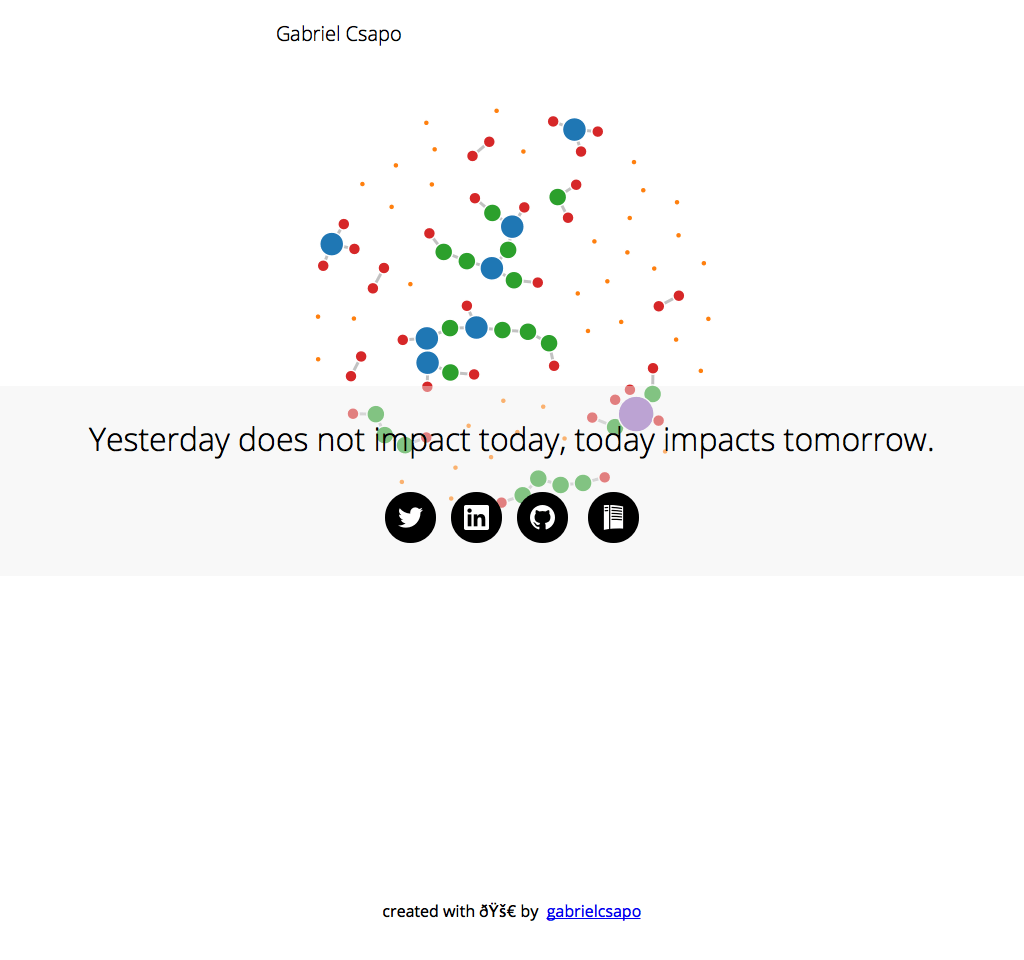 Gabriel Csapo
Yesterday does not impact today, today impacts tomorrow.
created with ðŸš€ by gabrielcsapo